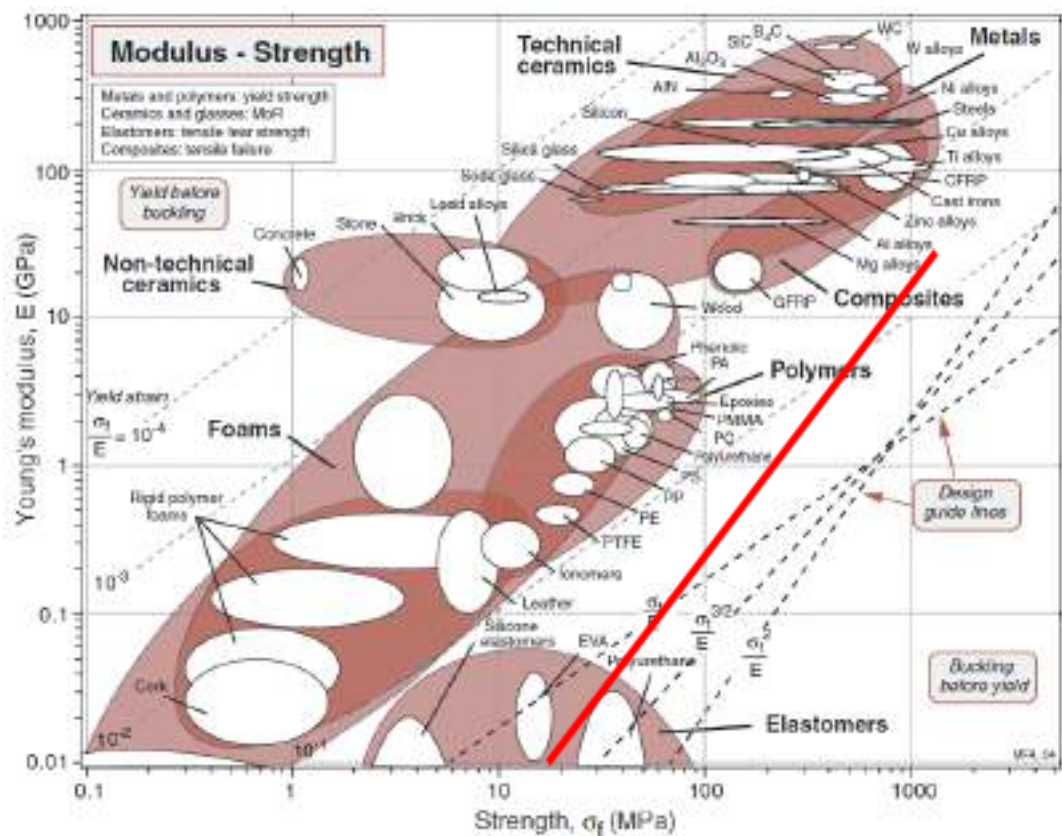 Modulus - Strength
Metals and polymers: yield strength
Ceramics and glasses: MoR
Elastomers: tensile tear strength
Composites: tensile failure
Technical
ceramics
Al₂O₃
SiC
B₄C
WC
W alloys
Metals
AlN
Ni alloys
Silicon
Steels
Cu alloys
Silica glass
Ti alloys
Soda glass
CFRP
Cast irons
Zinc alloys
Al alloys
Mg alloys
Yield before
buckling
Stone
Brick
Lead alloys
Concrete
Non-technical
ceramics
Wood
GFRP
Composites
Phenolic
PA
Polymers
Epoxies
PMMA
PC
Polyurethane
PS
PP
PE
PTFE
Ionomers
Leather
Yield strain
σf/E = 10⁻⁴
Foams
Rigid polymer
foams
10⁻³
Silicone
elastomers
EVA
Polyurethane
σf
σf^3/2/E
σf²/E
Design
guide lines
Buckling
before yield
Cork
10⁻²
10⁻¹
Elastomers
1000
100
10
1
0.1
0.01
Young's modulus, E (GPa)
0.1
1
10
100
1000
Strength, σf (MPa)